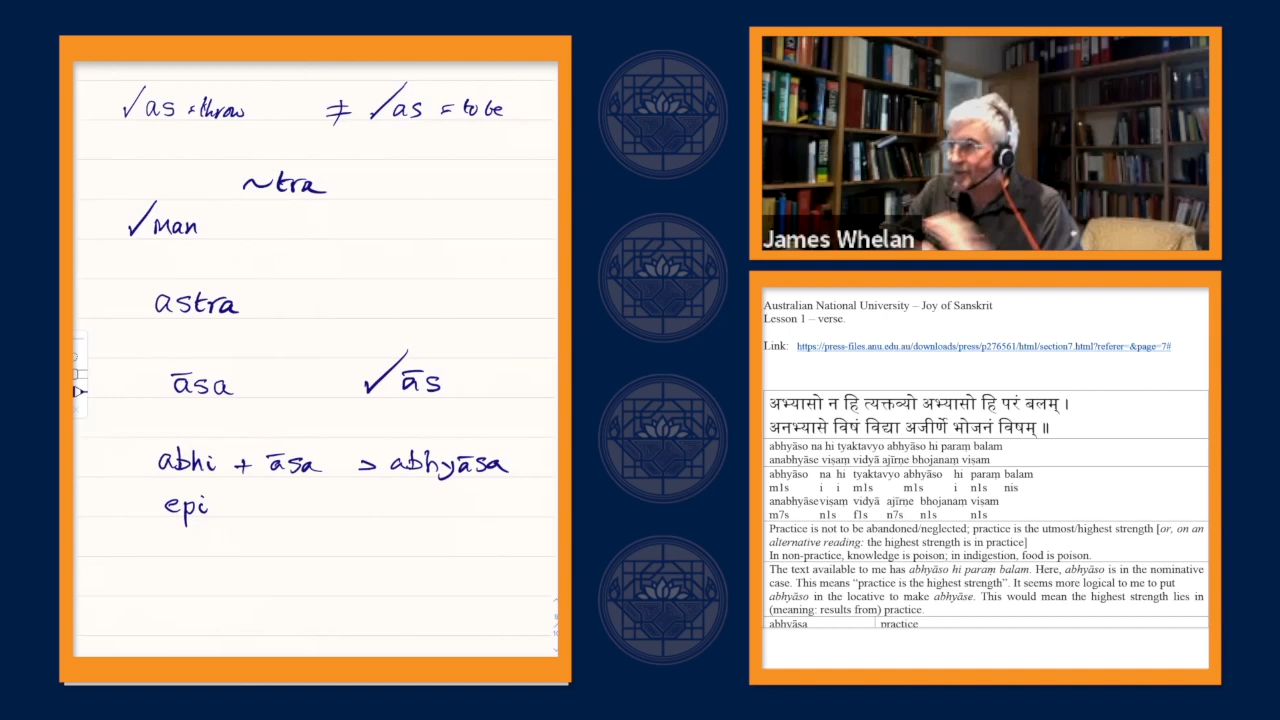 √as = throw ≠ √as = to be
~tra
√man
astra
āsa √ās
abhi + āsa > abhyāsa
epi
James Whelan
Australian National University – Joy of Sanskrit
Lesson 1 – verse.
Link: https://press-files.anu.edu.au/downloads/press/p276561/html/section7.html?referer=&page=7#
अभ्यासो न हि त्यक्तव्यो अभ्यासो हि परं बलम् ।
अनभ्यासे विषं विद्या अजीर्णे भोजनं विषम् ॥
abhyāso na hi tyaktavyo abhyāso hi paraṃ balam
anabhyāse viṣaṃ vidyā ajīrṇe bhojanaṃ viṣam
abhyāso na hi tyaktavyo abhyāso hi paraṃ balam
m1s i i m1s m1s i n1s nis
anabhyāse viṣaṃ vidyā ajīrṇe bhojanaṃ viṣam
m7s n1s f1s n7s n1s n1s
Practice is not to be abandoned/neglected; practice is the utmost/highest strength [or, on an
alternative reading: the highest strength is in practice]
In non-practice, knowledge is poison; in indigestion, food is poison.
The text available to me has abhyāso hi paraṃ balam. Here, abhyāso is in the nominative
case. This means “practice is the highest strength”. It seems more logical to me to put
abhyāso in the locative to make abhyāse. This would mean the highest strength lies in
(meaning: results from) practice.
abhyāsa practice